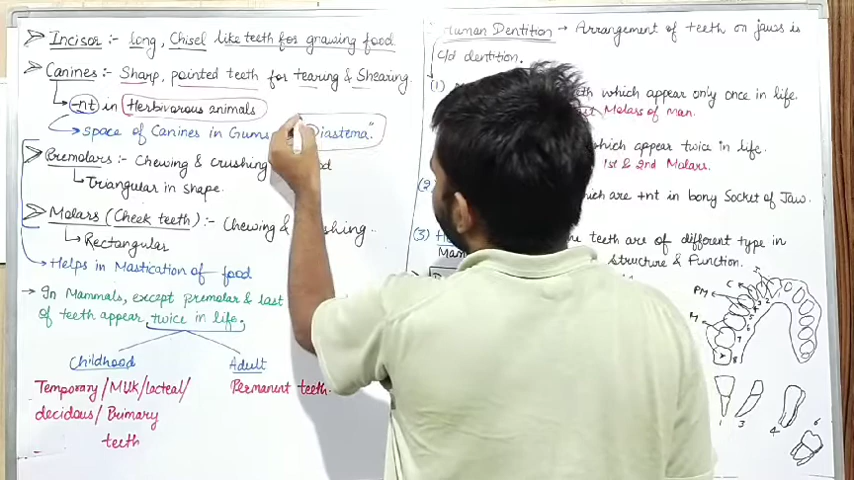 Incisor :- long, Chisel like teeth for grawing food
Canines :- Sharp, pointed teeth for tearing & Shearing.
-nt in Herbivorous animals
space of Canines in Gums "Diastema"
Premolars :- Chewing & crushing
Triangular in shape.
Molars (Cheek teeth) :- Chewing &
Rectangular
Helps in Mastication of food
In Mammals, except premolar & last
of teeth appear twice in life.
Childhood
Adult
Temporary/Milk/lacteal/
decidous/Primary
teeth
Permanent teeth.
Human Dentition → Arrangement of teeth on jaws is
c/d dentition.
(1)
which appear only once in life.
Molars of man.
which appear twice in life.
1st & 2nd Molars.
(2)
which are +nt in bony Socket of Jaw.
(3)
teeth are of different type in
structure & Function.
C
PM
M
1 3 4 6